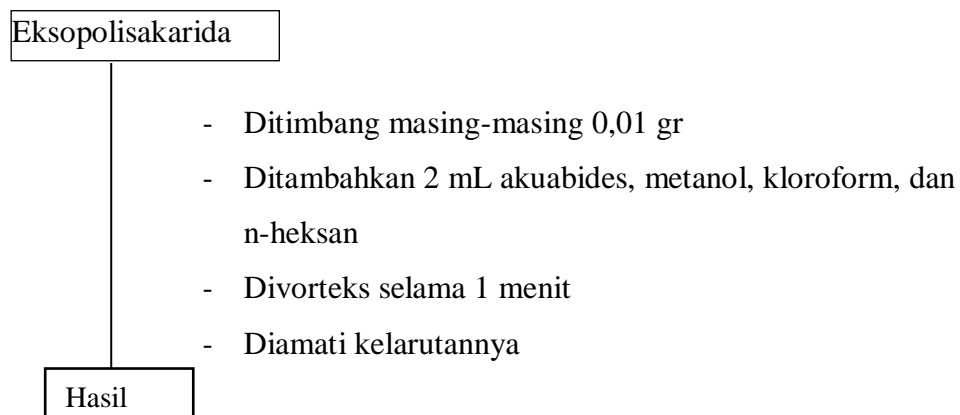 Eksopolisakarida
- Ditimbang masing-masing 0,01 gr
- Ditambahkan 2 mL akuabides, metanol, kloroform, dan
n-heksan
- Divorteks selama 1 menit
- Diamati kelarutannya
Hasil